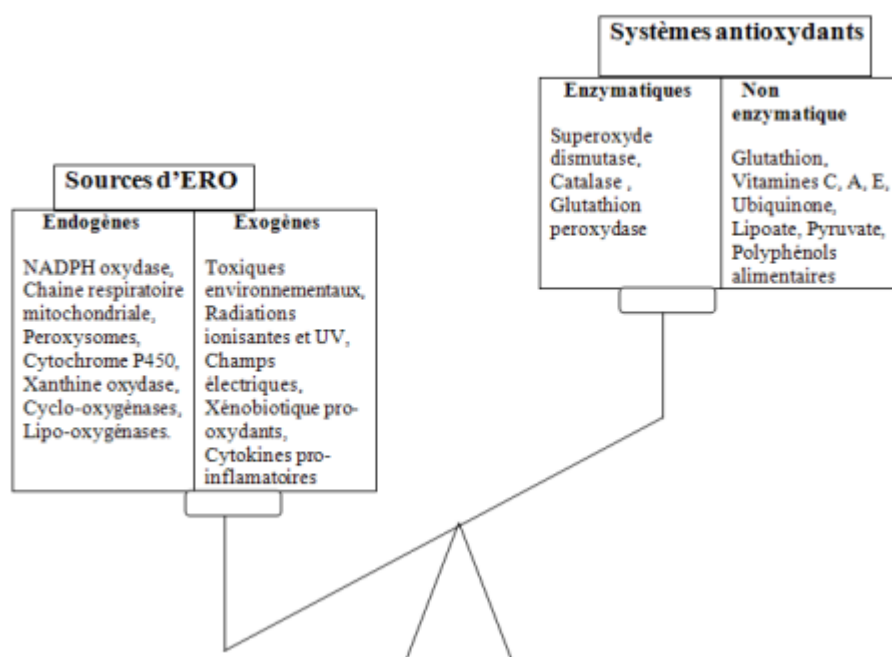 Systèmes antioxydants
Enzymatiques
Superoxyde
dismutase,
Catalase ,
Glutathion
peroxydase
Non
enzymatique
Glutathion,
Vitamines C, A, E,
Ubiquinone,
Lipoate, Pyruvate,
Polyphénols
alimentaires
Sources d’ERO
Endogènes
NADPH oxydase,
Chaine respiratoire
mitochondriale,
Peroxysomes,
Cytochrome P450,
Xanthine oxydase,
Cyclo-oxygénases,
Lipo-oxygénases.
Exogènes
Toxiques
environnementaux,
Radiations
ionisantes et UV,
Champs
électriques,
Xénobiotique pro-
oxydants,
Cytokines pro-
inflamatoires